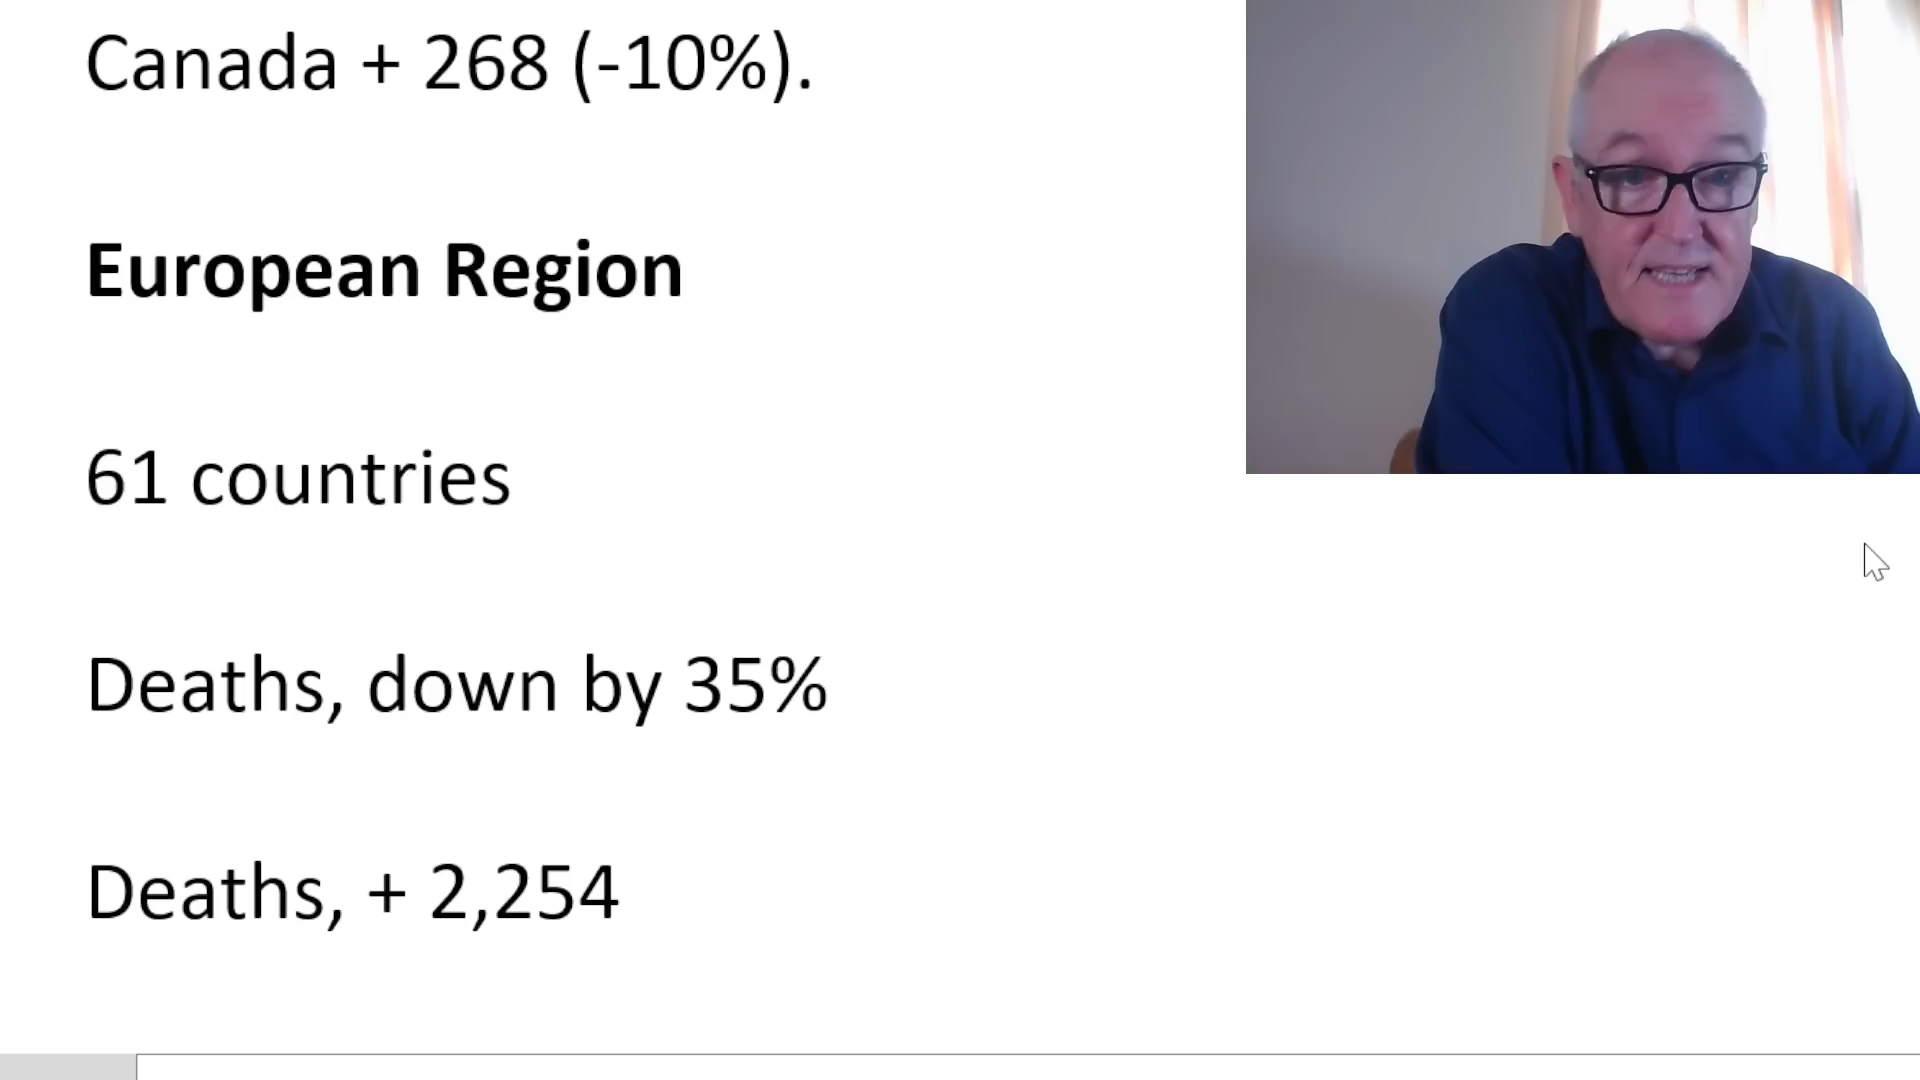 Canada + 268 (-10%).
European Region
61 countries
Deaths, down by 35%
Deaths, + 2,254